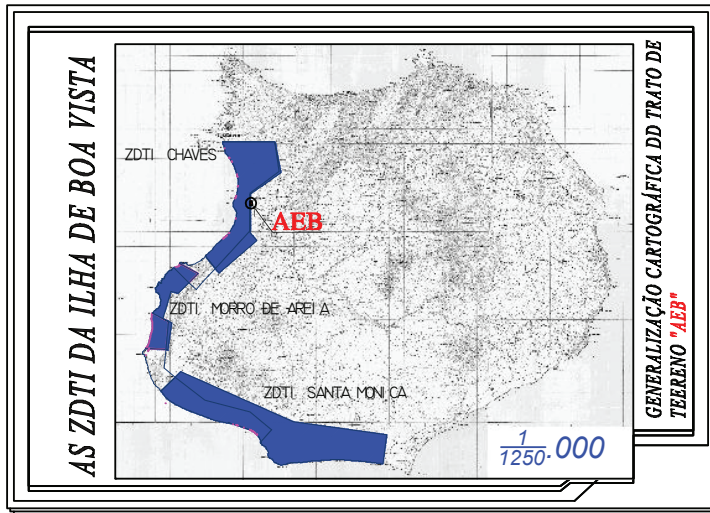 AS ZDTI DA ILHA DE BOA VISTA
ZDTI CHAVES
AEB
ZDTI MORRO DE AREIA
ZDTI SANTA MONICA
1
1250.000
GENERALIZAÇÃO CARTOGRÁFICA DD TRATO DE
TEERENO "AEB"